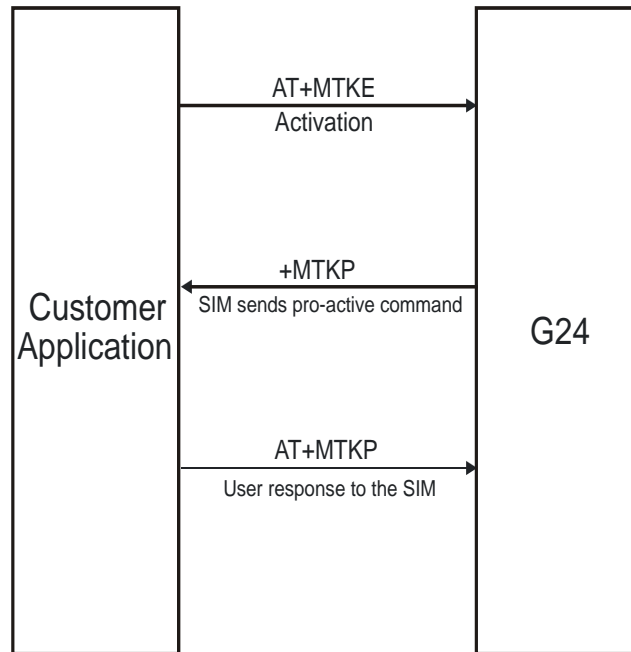 AT+MTKE
Activation
+MTKP
SIM sends pro-active command
Customer
Application
G24
AT+MTKP
User response to the SIM